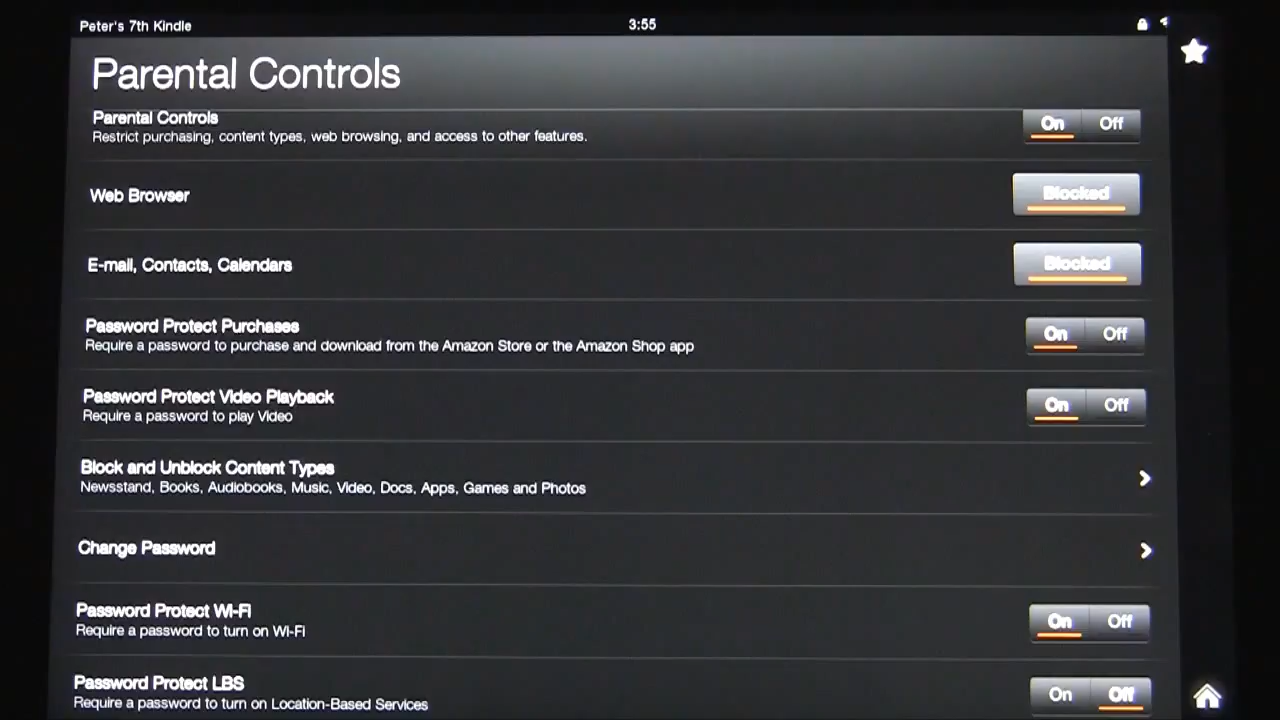 Peter's 7th Kindle 3:55
Parental Controls
Parental Controls
Restrict purchasing, content types, web browsing, and access to other features.
On Off
Web Browser
Blocked
E-mail, Contacts, Calendars
Blocked
Password Protect Purchases
Require a password to purchase and download from the Amazon Store or the Amazon Shop app
On Off
Password Protect Video Playback
Require a password to play Video
On Off
Block and Unblock Content Types
Newsstand, Books, Audiobooks, Music, Video, Docs, Apps, Games and Photos
Change Password
Password Protect Wi-Fi
Require a password to turn on Wi-Fi
On Off
Password Protect LBS
Require a password to turn on Location-Based Services
On Off